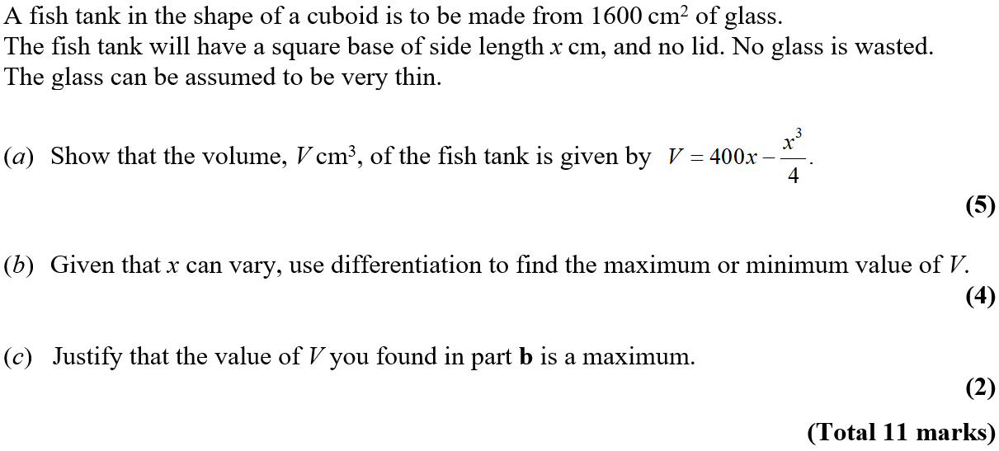 A fish tank in the shape of a cuboid is to be made from 1600 cm² of glass.
The fish tank will have a square base of side length x cm, and no lid. No glass is wasted.
The glass can be assumed to be very thin.
(a) Show that the volume, V cm³, of the fish tank is given by V = 400x − x³/4.
(5)
(b) Given that x can vary, use differentiation to find the maximum or minimum value of V.
(4)
(c) Justify that the value of V you found in part b is a maximum.
(2)
(Total 11 marks)